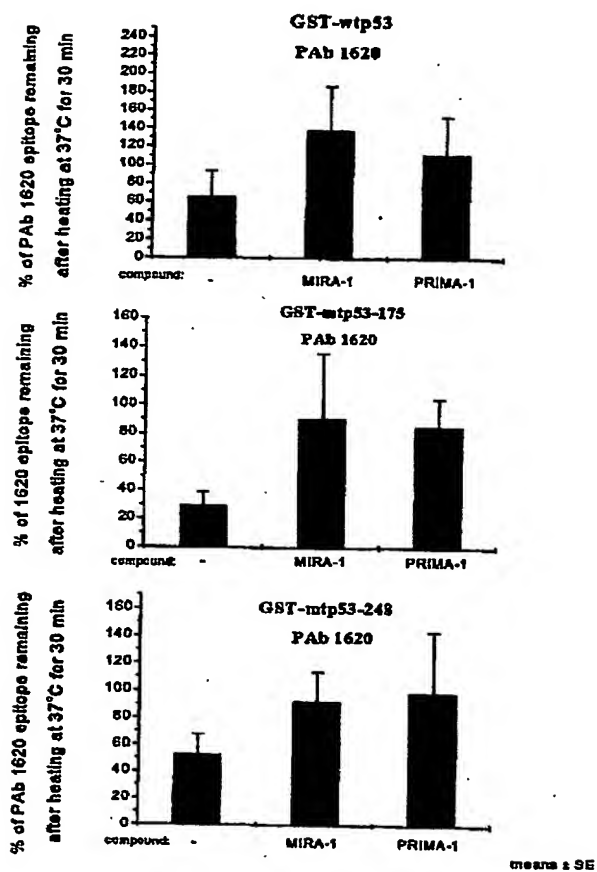 GST-wtp53
PAb 1620
% of PAb 1620 epitope remaining
after heating at 37°C for 30 min
240
220
200
180
160
140
120
100
80
60
40
20
0
compound: - MIRA-1 PRIMA-1
GST-mtp53-175
PAb 1620
% of 1620 epitope remaining
after heating at 37°C for 30 min
160
140
120
100
80
60
40
20
0
compound: - MIRA-1 PRIMA-1
GST-mtp53-248
PAb 1620
% of PAb 1620 epitope remaining
after heating at 37°C for 30 min
160
140
120
100
80
60
40
20
0
compound: - MIRA-1 PRIMA-1
means ± SE